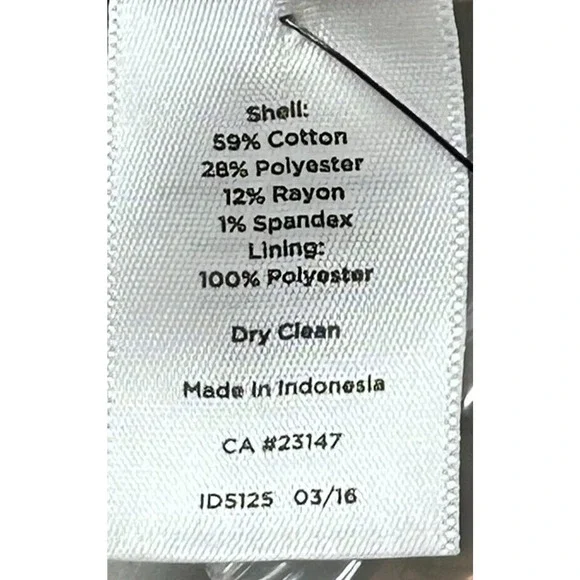 Shell:
59% Cotton
28% Polyester
12% Rayon
1% Spandex
Lining:
100% Polyester
Dry Clean
Made In Indonesia
CA #23147
ID5125 03/16